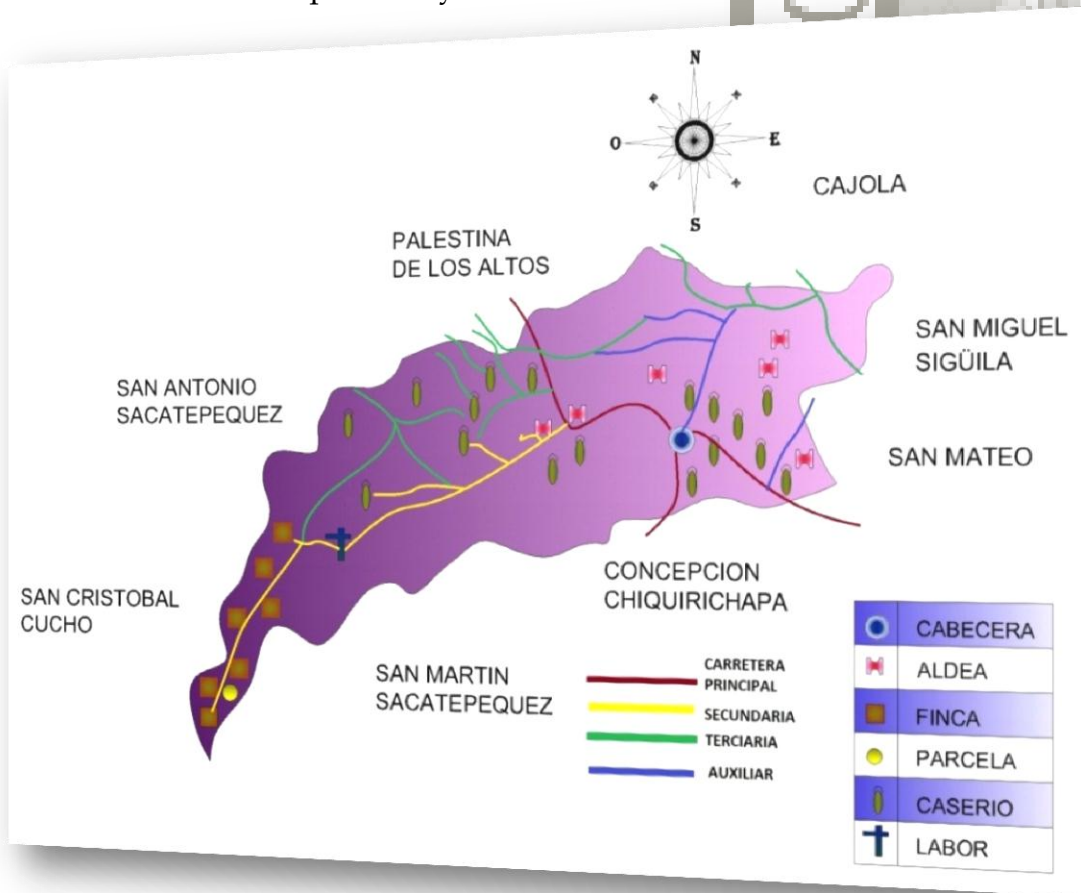 N
O
E
S
CAJOLA
PALESTINA
DE LOS ALTOS
SAN MIGUEL
SIGÜILA
SAN ANTONIO
SACATEPEQUEZ
SAN MATEO
CONCEPCION
CHIQUIRICHAPA
SAN CRISTOBAL
CUCHO
SAN MARTIN
SACATEPEQUEZ
CARRETERA
PRINCIPAL
SECUNDARIA
TERCIARIA
AUXILIAR
CABECERA
ALDEA
FINCA
PARCELA
CASERIO
LABOR